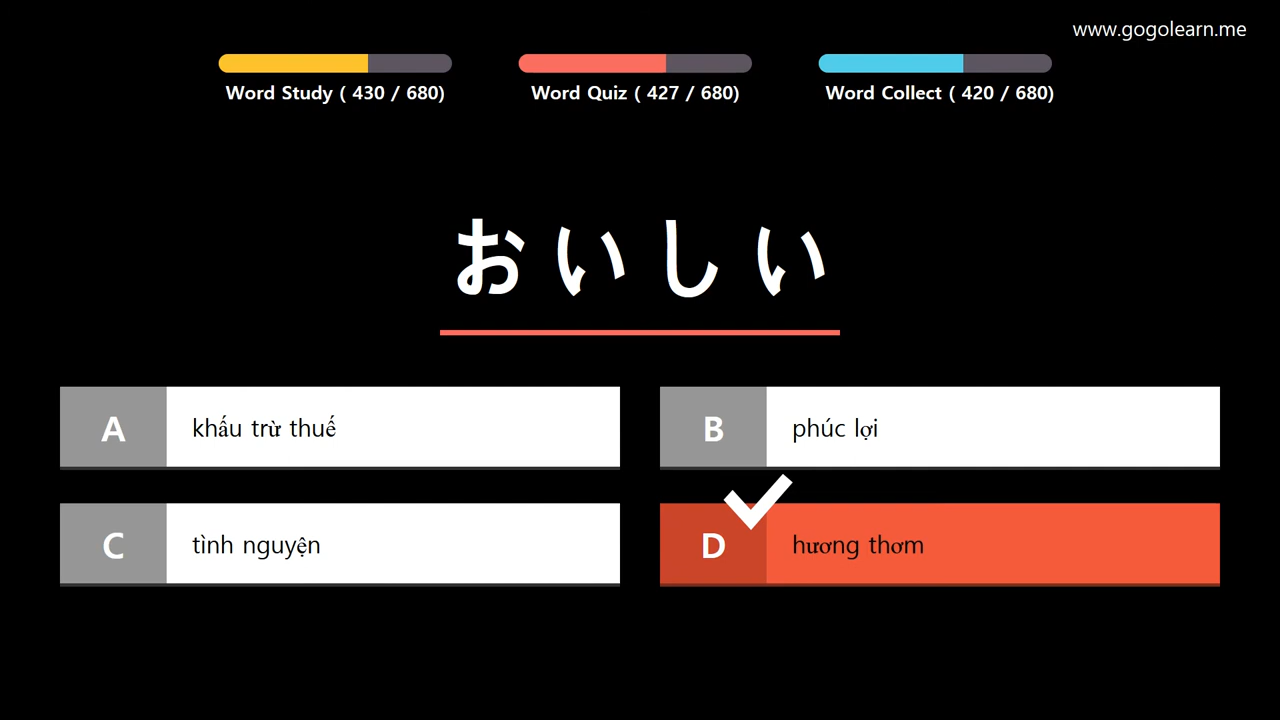 www.gogolearn.me
Word Study ( 430 / 680)
Word Quiz ( 427 / 680)
Word Collect ( 420 / 680)
おいしい
A
khấu trừ thuế
B
phúc lợi
C
tình nguyện
D
hương thơm